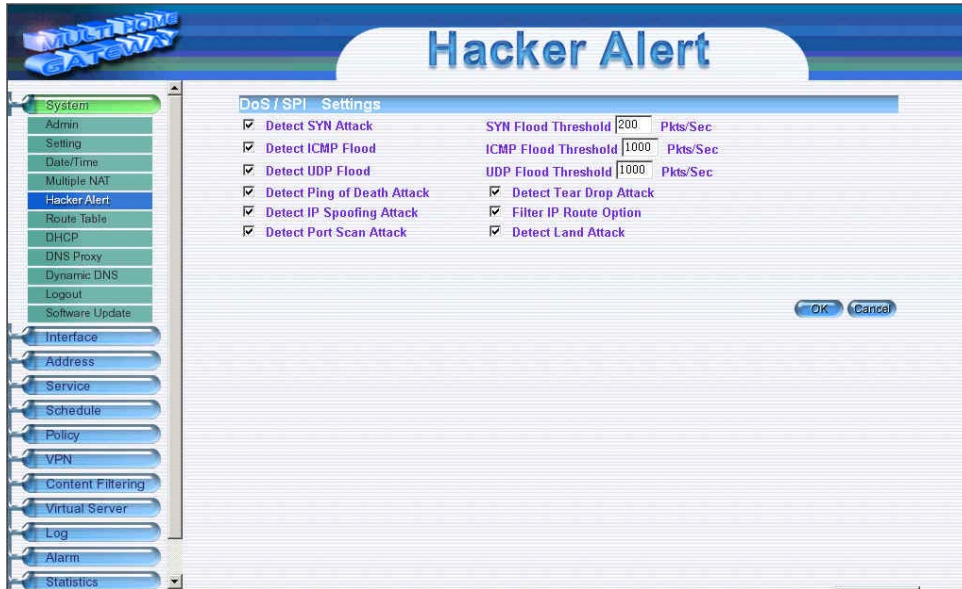 MULTI HOME
GATEWAY
Hacker Alert
System
Admin
Setting
Date/Time
Multiple NAT
Hacker Alert
Route Table
DHCP
DNS Proxy
Dynamic DNS
Logout
Software Update
Interface
Address
Service
Schedule
Policy
VPN
Content Filtering
Virtual Server
Log
Alarm
Statistics
DoS / SPI Settings
Detect SYN Attack SYN Flood Threshold 200 Pkts/Sec
Detect ICMP Flood ICMP Flood Threshold 1000 Pkts/Sec
Detect UDP Flood UDP Flood Threshold 1000 Pkts/Sec
Detect Ping of Death Attack Detect Tear Drop Attack
Detect IP Spoofing Attack Filter IP Route Option
Detect Port Scan Attack Detect Land Attack
OK Cancel